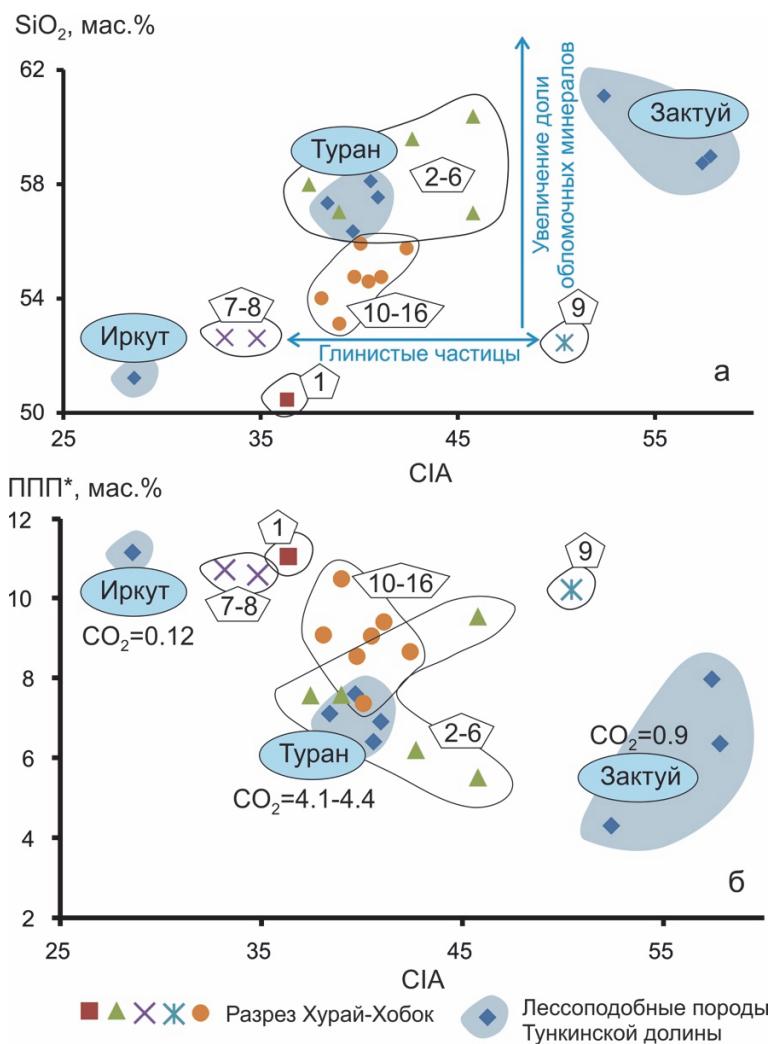 SiO₂, мас.%
62
58
54
50
25
35
45
55
CIA
Туран
2-6
Зактуй
Увеличение доли
обломочных минералов
7-8
10-16
9
Иркут
Глинистые частицы
1
а
ППП*, мас.%
12
10
8
6
4
2
25
35
45
55
CIA
1
9
10-16
Иркут
7-8
CO₂=0.12
2-6
CO₂=0.9
Туран
Зактуй
CO₂=4.1-4.4
б
Разрез Хурай-Хобок
Лессоподобные породы
Тункинской долины